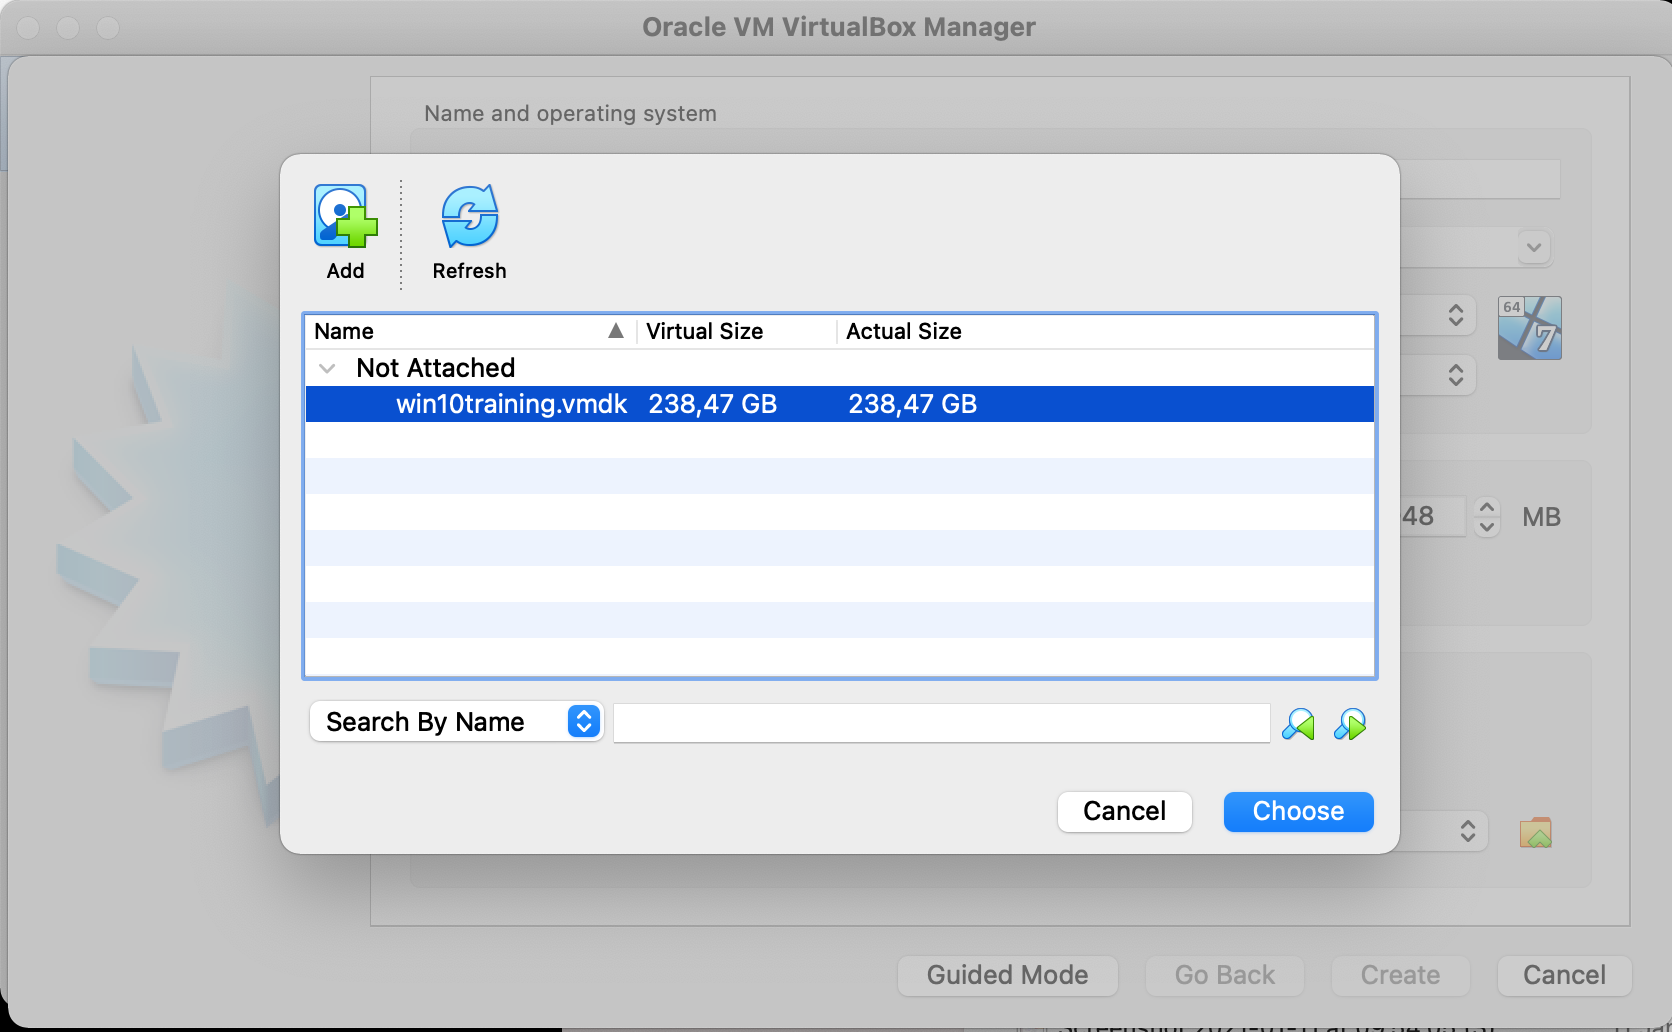 Oracle VM VirtualBox Manager
Name and operating system
Add
Refresh
Name Virtual Size Actual Size
Not Attached
win10training.vmdk 238,47 GB 238,47 GB
64
7
48 MB
Search By Name
Cancel Choose
Guided Mode Go Back Create Cancel